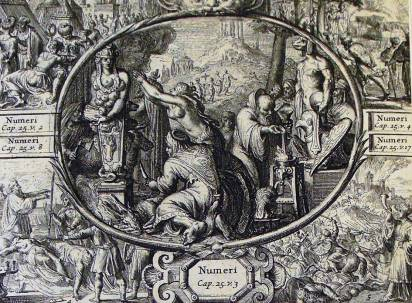 Numeri
Cap. 25. v. 2
Numeri
Cap. 25. v. 8
Numeri
Cap. 25. v. 4
Numeri
Cap. 25. v. 17
Numeri
Cap. 25. v. 3